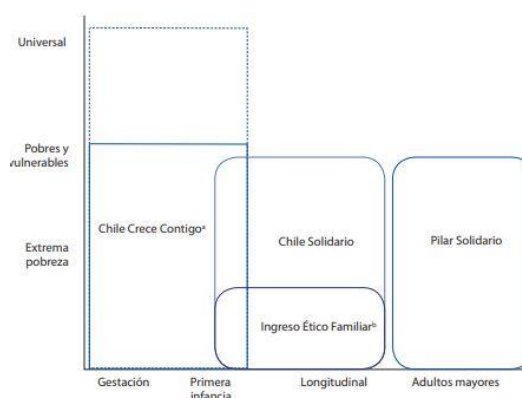 Universal
Pobres y
vulnerables
Extrema
pobreza
Chile Crece Contigoᵃ
Chile Solidario
Pilar Solidario
Ingreso Ético Familiarᵇ
Gestación
Primera
infancia
Longitudinal
Adultos mayores